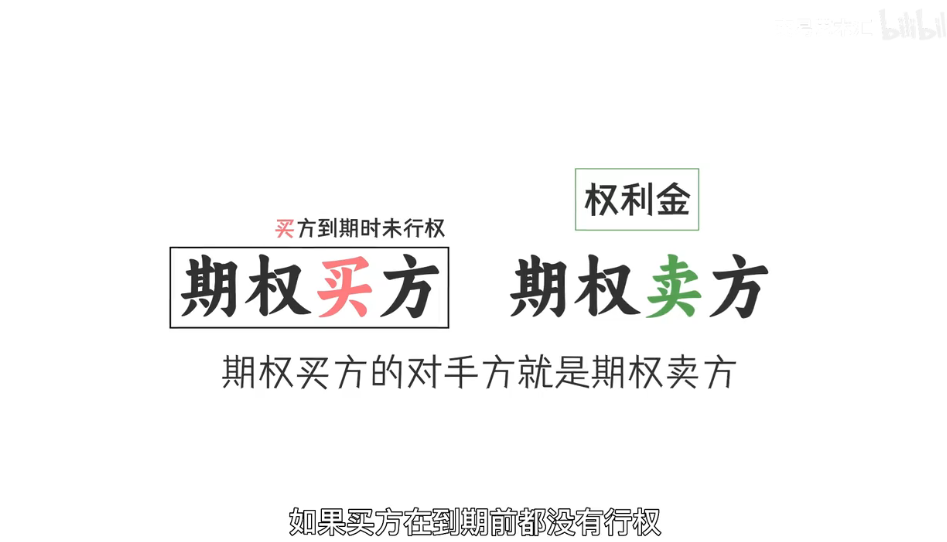 bilibili
权利金
买方到期时未行权
期权买方
期权卖方
期权买方的对手方就是期权卖方
如果买方在到期前都没有行权